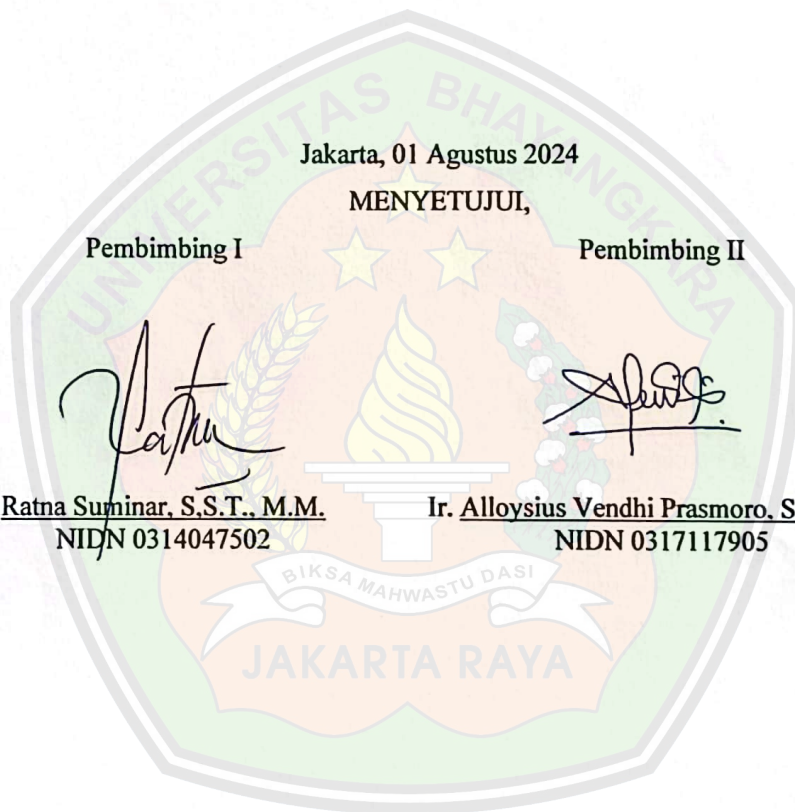 UNIVERSITAS BHAYANGKARA
Jakarta, 01 Agustus 2024
MENYETUJUI,
Pembimbing I Pembimbing II
Ratna Suminar, S,S.T., M.M. Ir. Alloysius Vendhi Prasmoro, S
NIDN 0314047502 NIDN 0317117905
BIKSA MAHWASTU DASI
JAKARTA RAYA